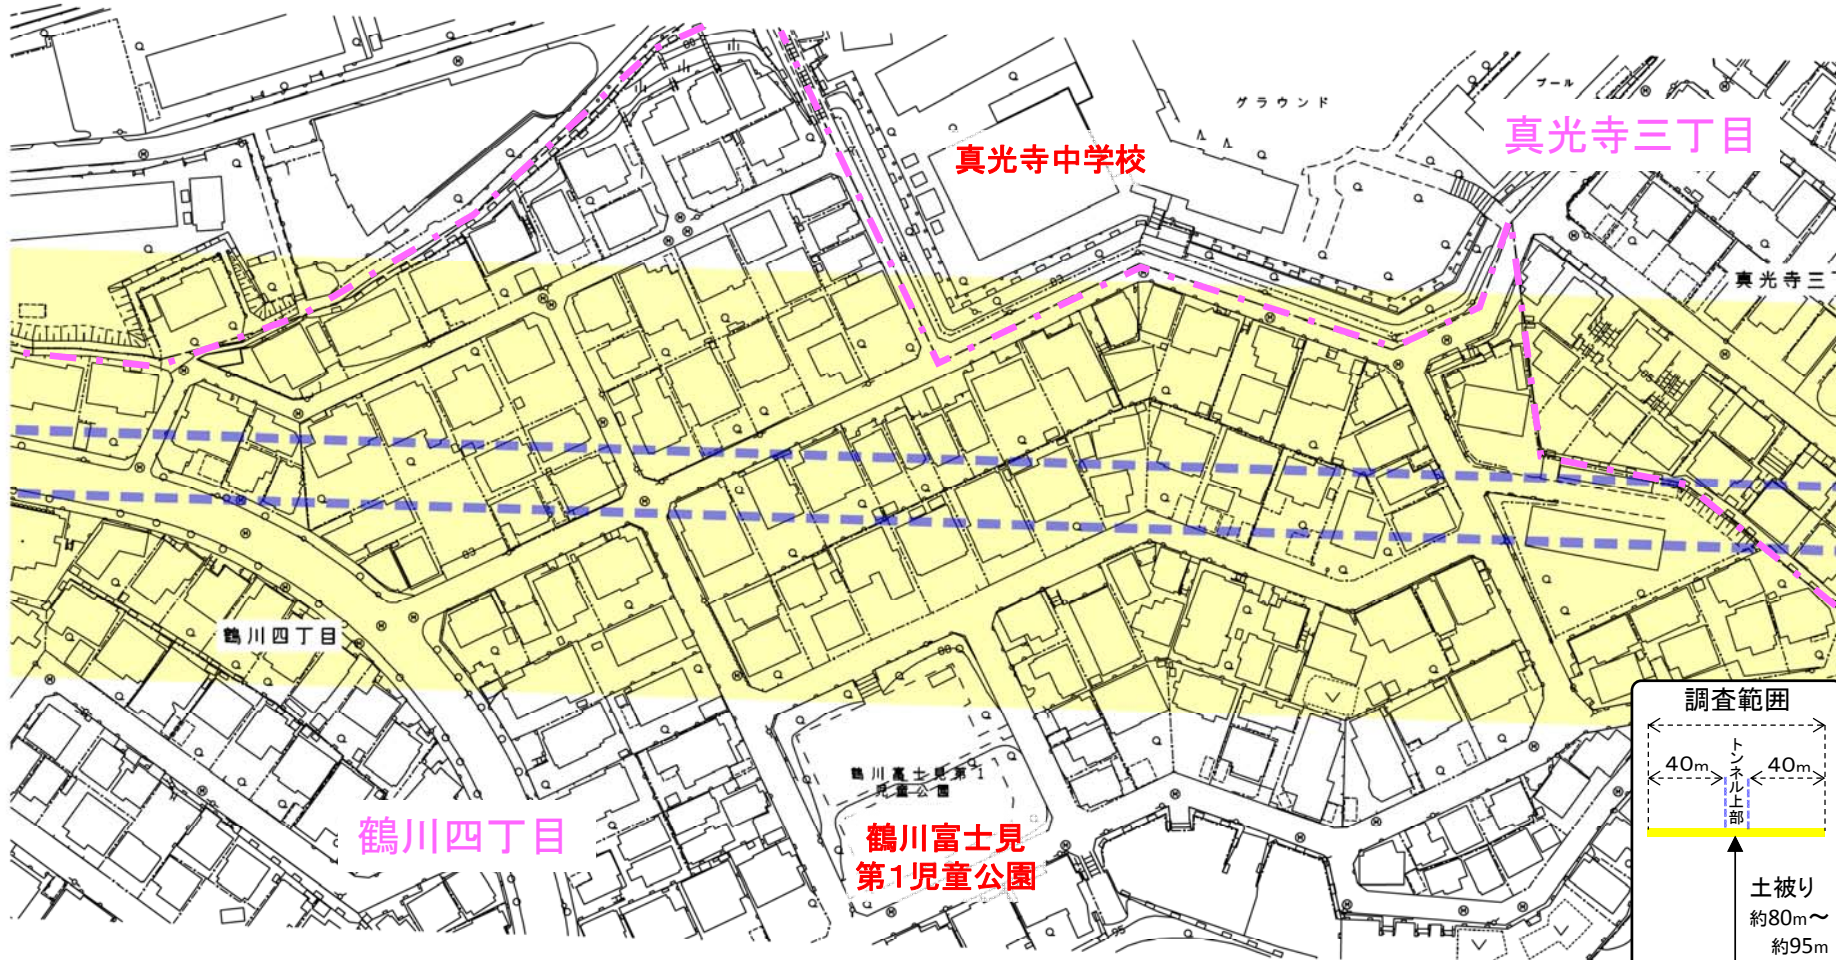 プール
グラウンド
真光寺三丁目
真光寺中学校
真光寺三
鶴川四丁目
調査範囲
40m
トンネル上部
40m
鶴川富士見第1
児童公園
鶴川四丁目
鶴川富士見
第1児童公園
土被り
約80m～
約95m